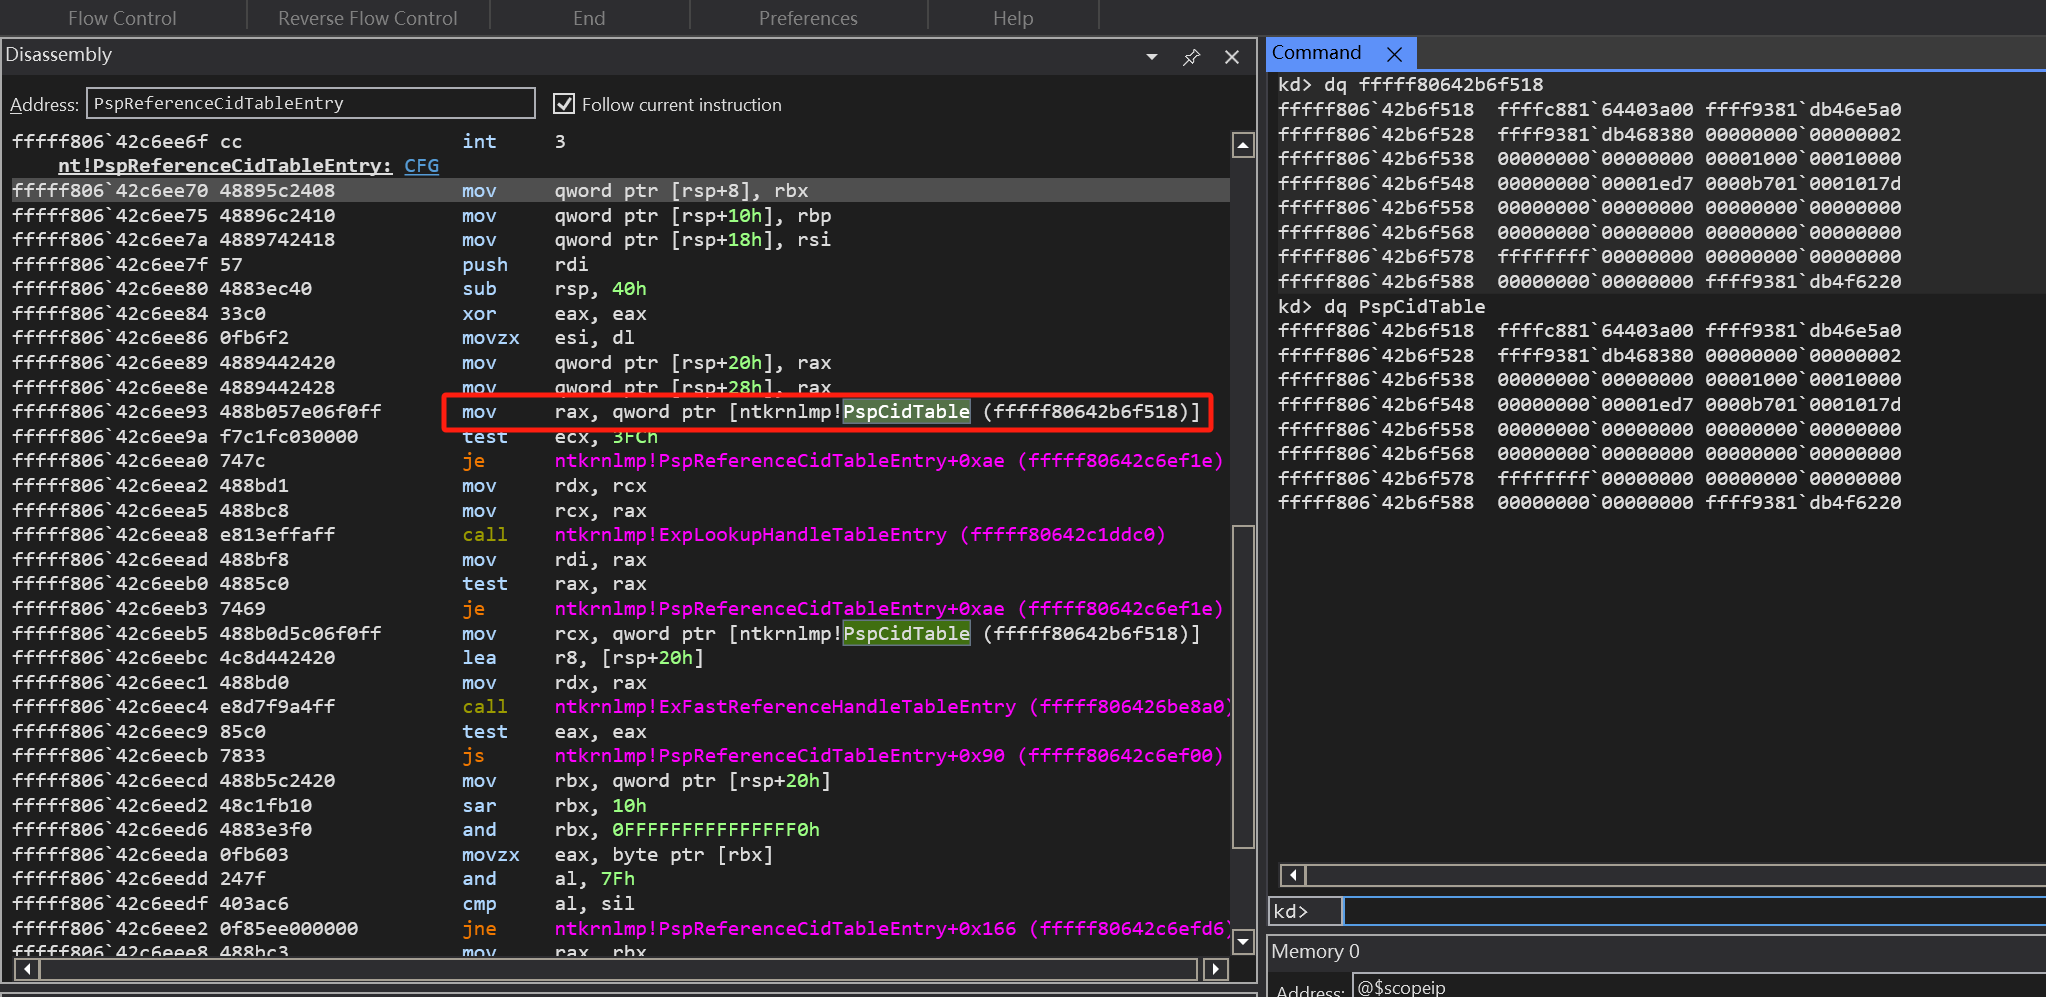 Flow Control Reverse Flow Control End Preferences Help
Disassembly
Address: PspReferenceCidTableEntry Follow current instruction
fffff806`42c6ee6f cc int 3
nt!PspReferenceCidTableEntry: CFG
fffff806`42c6ee70 48895c2408 mov qword ptr [rsp+8], rbx
fffff806`42c6ee75 48896c2410 mov qword ptr [rsp+10h], rbp
fffff806`42c6ee7a 4889742418 mov qword ptr [rsp+18h], rsi
fffff806`42c6ee7f 57 push rdi
fffff806`42c6ee80 4883ec40 sub rsp, 40h
fffff806`42c6ee84 33c0 xor eax, eax
fffff806`42c6ee86 0fb6f2 movzx esi, dl
fffff806`42c6ee89 4889442420 mov qword ptr [rsp+20h], rax
fffff806`42c6ee8e 4889442428 mov qword ptr [rsp+28h], rax
fffff806`42c6ee93 488b057e06f0ff mov rax, qword ptr [ntkrnlmp!PspCidTable (fffff80642b6f518)]
fffff806`42c6ee9a f7c1fc030000 test ecx, 3FCh
fffff806`42c6eea0 747c je ntkrnlmp!PspReferenceCidTableEntry+0xae (fffff80642c6ef1e)
fffff806`42c6eea2 488bd1 mov rdx, rcx
fffff806`42c6eea5 488bc8 mov rcx, rax
fffff806`42c6eea8 e813effaff call ntkrnlmp!ExpLookupHandleTableEntry (fffff80642c1ddc0)
fffff806`42c6eead 488bf8 mov rdi, rax
fffff806`42c6eeb0 4885c0 test rax, rax
fffff806`42c6eeb3 7469 je ntkrnlmp!PspReferenceCidTableEntry+0xae (fffff80642c6ef1e)
fffff806`42c6eeb5 488b0d5c06f0ff mov rcx, qword ptr [ntkrnlmp!PspCidTable (fffff80642b6f518)]
fffff806`42c6eebc 4c8d442420 lea r8, [rsp+20h]
fffff806`42c6eec1 488bd0 mov rdx, rax
fffff806`42c6eec4 e8d7f9a4ff call ntkrnlmp!ExFastReferenceHandleTableEntry (fffff806426be8a0)
fffff806`42c6eec9 85c0 test eax, eax
fffff806`42c6eecb 7833 js ntkrnlmp!PspReferenceCidTableEntry+0x90 (fffff80642c6ef00)
fffff806`42c6eecd 488b5c2420 mov rbx, qword ptr [rsp+20h]
fffff806`42c6eed2 48c1fb10 sar rbx, 10h
fffff806`42c6eed6 4883e3f0 and rbx, 0FFFFFFFFFFFFFFF0h
fffff806`42c6eeda 0fb603 movzx eax, byte ptr [rbx]
fffff806`42c6eedd 247f and al, 7Fh
fffff806`42c6eedf 403ac6 cmp al, sil
fffff806`42c6eee2 0f85ee000000 jne ntkrnlmp!PspReferenceCidTableEntry+0x166 (fffff80642c6efd6)
fffff806`42c6eee8 488bc3 mov rax, rbx
Command
kd> dq fffff80642b6f518
fffff806`42b6f518 ffffc881`64403a00 ffff9381`db46e5a0
fffff806`42b6f528 ffff9381`db468380 00000000`00000002
fffff806`42b6f538 00000000`00000000 00001000`00010000
fffff806`42b6f548 00000000`00001ed7 0000b701`0001017d
fffff806`42b6f558 00000000`00000000 00000000`00000000
fffff806`42b6f568 00000000`00000000 00000000`00000000
fffff806`42b6f578 ffffffff`00000000 00000000`00000000
fffff806`42b6f588 00000000`00000000 ffff9381`db4f6220
kd> dq PspCidTable
fffff806`42b6f518 ffffc881`64403a00 ffff9381`db46e5a0
fffff806`42b6f528 ffff9381`db468380 00000000`00000002
fffff806`42b6f538 00000000`00000000 00001000`00010000
fffff806`42b6f548 00000000`00001ed7 0000b701`0001017d
fffff806`42b6f558 00000000`00000000 00000000`00000000
fffff806`42b6f568 00000000`00000000 00000000`00000000
fffff806`42b6f578 ffffffff`00000000 00000000`00000000
fffff806`42b6f588 00000000`00000000 ffff9381`db4f6220
kd>
Memory 0
Address: @$scopeip